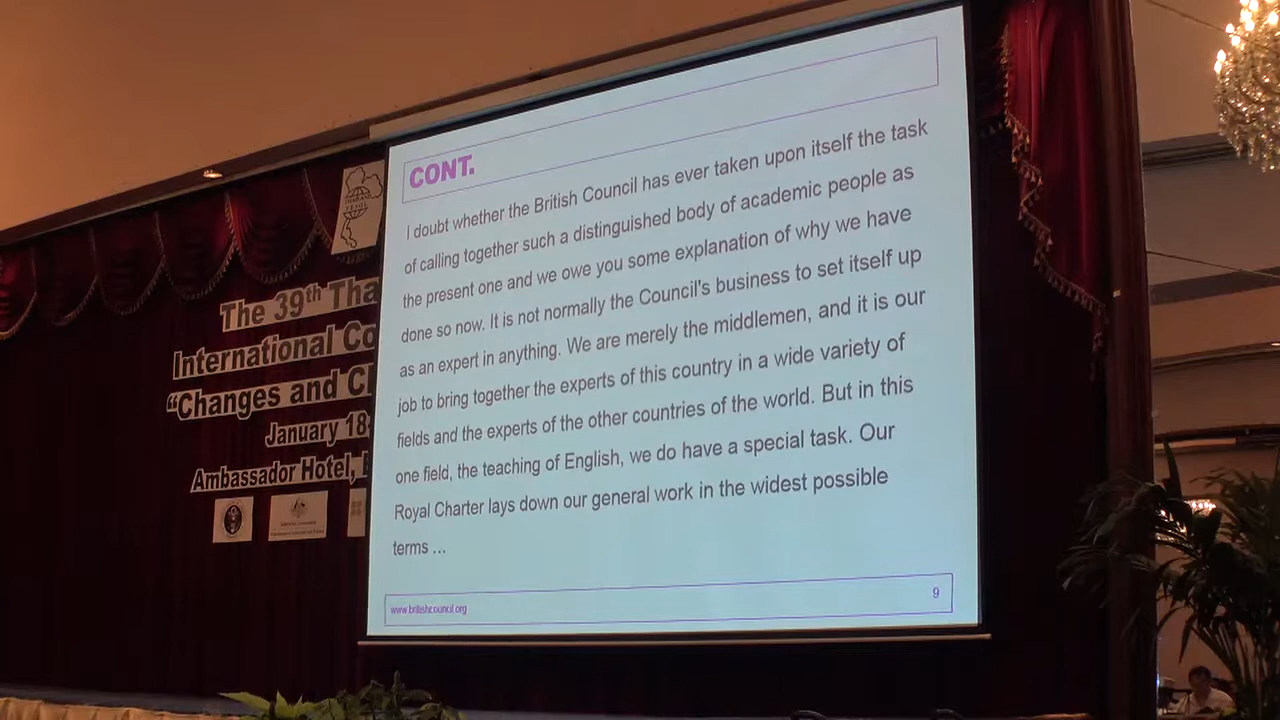 CONT.
I doubt whether the British Council has ever taken upon itself the task
of calling together such a distinguished body of academic people as
the present one and we owe you some explanation of why we have
done so now. It is not normally the Council's business to set itself up
as an expert in anything. We are merely the middlemen, and it is our
job to bring together the experts of this country in a wide variety of
fields and the experts of the other countries of the world. But in this
one field, the teaching of English, we do have a special task. Our
Royal Charter lays down our general work in the widest possible
terms ...
www.britishcouncil.org
9
THAILAND
TESOL
The 39th Tha
International Co
"Changes and Ch
January 18
Ambassador Hotel,